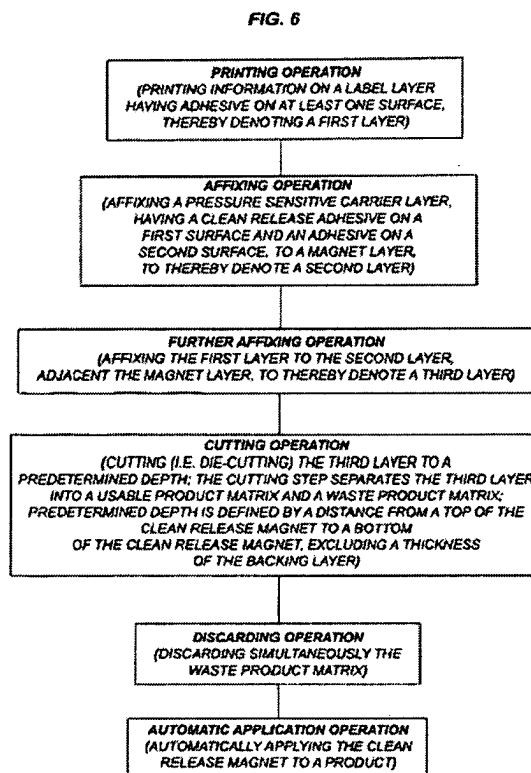 FIG. 6
PRINTING OPERATION
(PRINTING INFORMATION ON A LABEL LAYER
HAVING ADHESIVE ON AT LEAST ONE SURFACE,
THEREBY DENOTING A FIRST LAYER)
AFFIXING OPERATION
(AFFIXING A PRESSURE SENSITIVE CARRIER LAYER,
HAVING A CLEAN RELEASE ADHESIVE ON A
FIRST SURFACE AND AN ADHESIVE ON A
SECOND SURFACE, TO A MAGNET LAYER,
TO THEREBY DENOTE A SECOND LAYER)
FURTHER AFFIXING OPERATION
(AFFIXING THE FIRST LAYER TO THE SECOND LAYER,
ADJACENT THE MAGNET LAYER, TO THEREBY DENOTE A THIRD LAYER)
CUTTING OPERATION
(CUTTING (I.E. DIE-CUTTING) THE THIRD LAYER TO A
PREDETERMINED DEPTH; THE CUTTING STEP SEPARATES THE THIRD LAYER
INTO A USABLE PRODUCT MATRIX AND A WASTE PRODUCT MATRIX;
PREDETERMINED DEPTH IS DEFINED BY A DISTANCE FROM A TOP OF THE
CLEAN RELEASE MAGNET TO A BOTTOM
OF THE CLEAN RELEASE MAGNET, EXCLUDING A THICKNESS
OF THE BACKING LAYER)
DISCARDING OPERATION
(DISCARDING SIMULTANEOUSLY THE
WASTE PRODUCT MATRIX)
AUTOMATIC APPLICATION OPERATION
(AUTOMATICALLY APPLYING THE CLEAN
RELEASE MAGNET TO A PRODUCT)